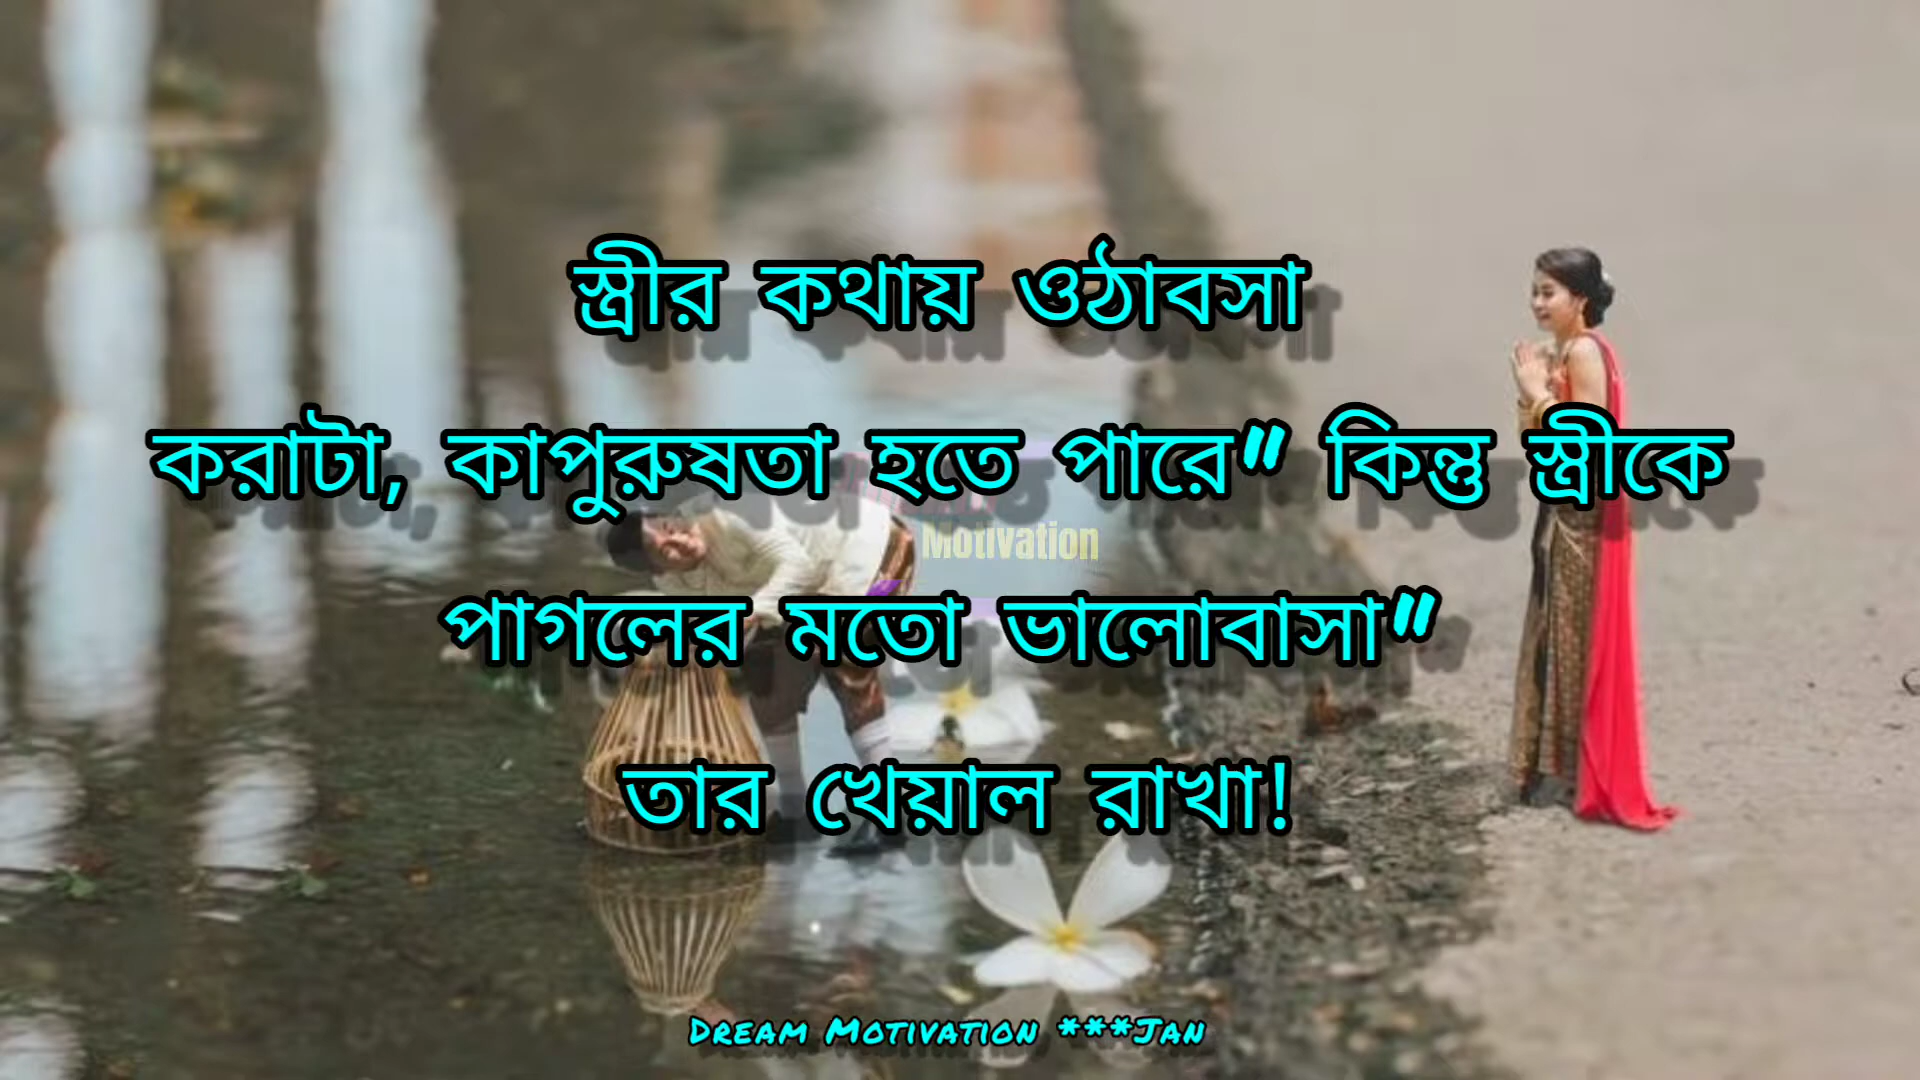 স্ত্রীর কথায় ওঠাবসা
করাটা, কাপুরুষতা হতে পারে" কিন্তু স্ত্রীকে
Motivation
পাগলের মতো ভালোবাসা"
তার খেয়াল রাখা!
Dream Motivation ***Jan